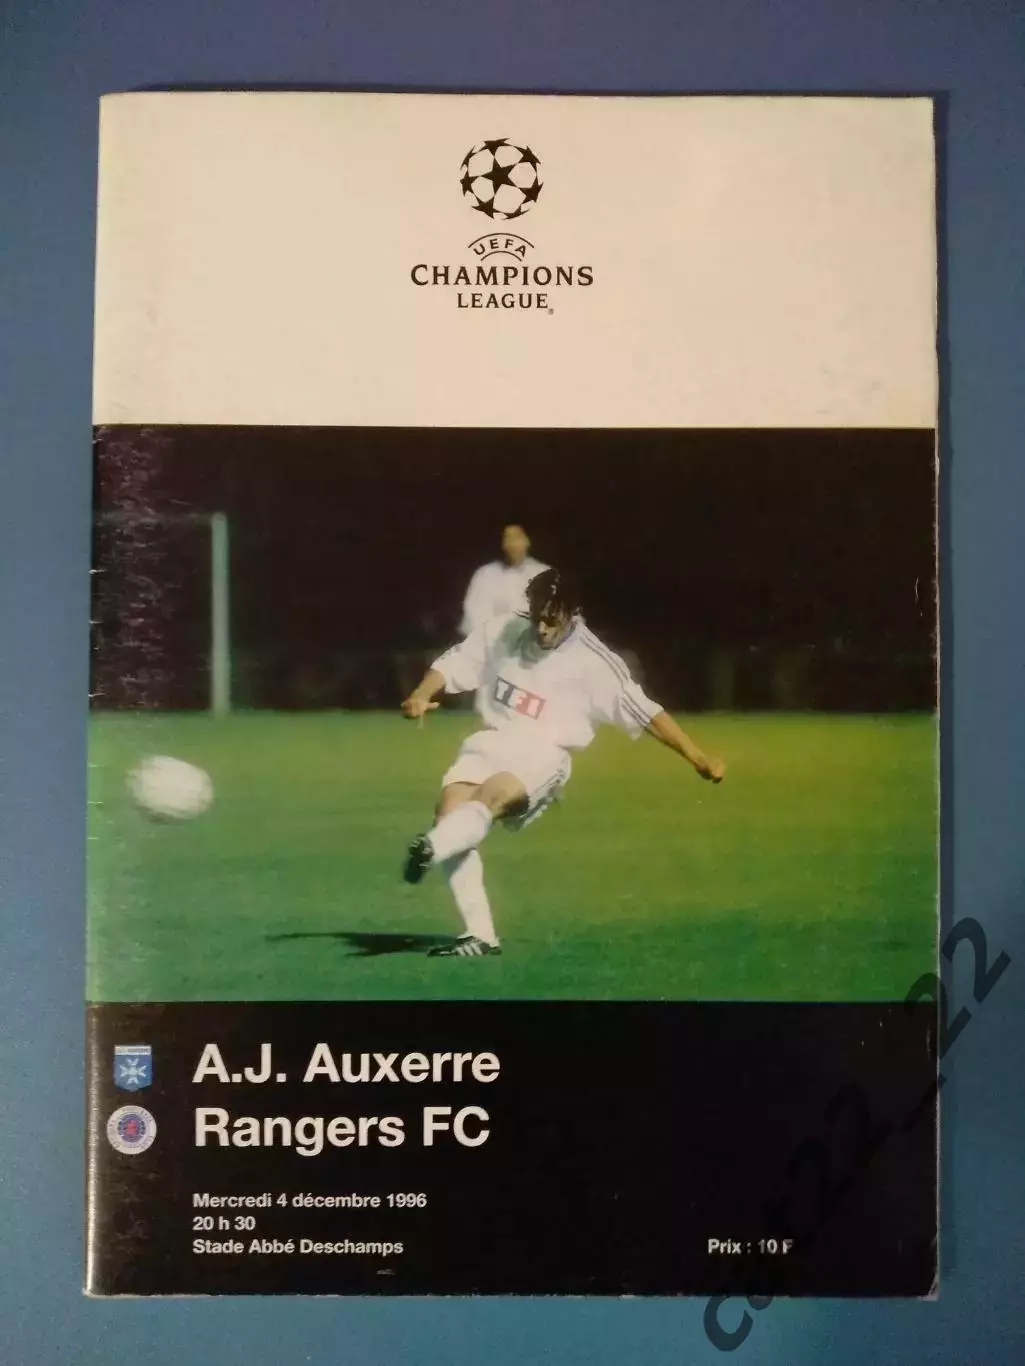 UEFA
CHAMPIONS
LEAGUE®
TF1
A.J. Auxerre
Rangers FC
Mercredi 4 décembre 1996
20 h 30
Stade Abbé Deschamps
Prix : 10 F